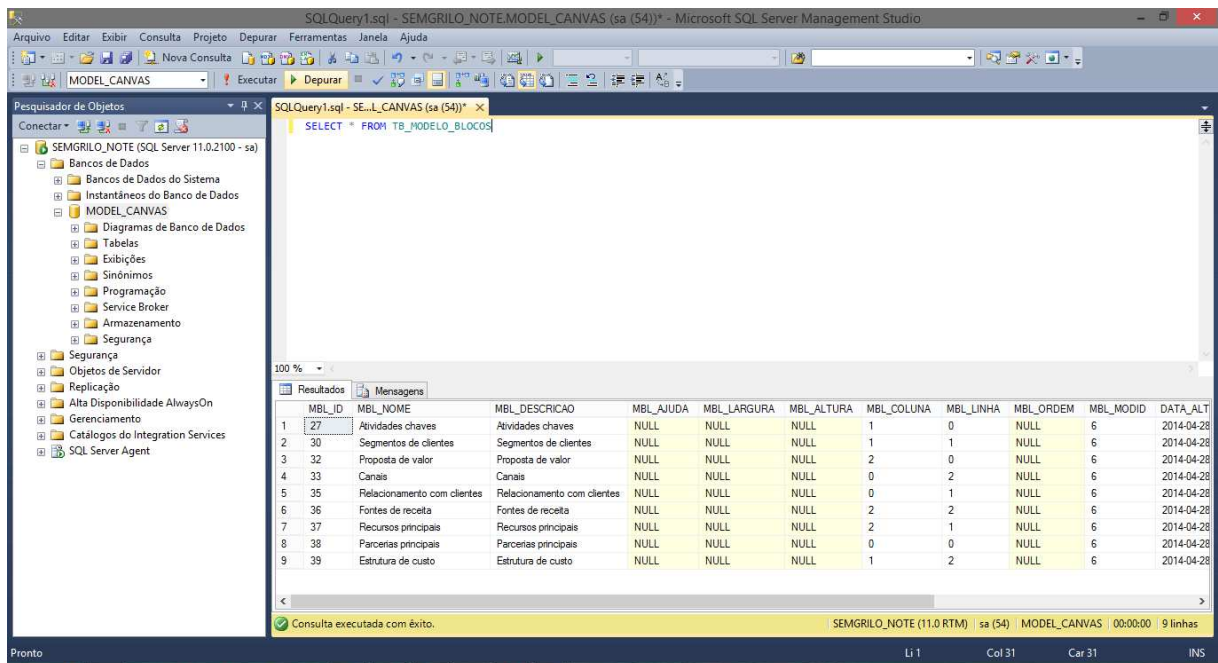 SQLQuery1.sql - SEMGRILO_NOTE.MODEL_CANVAS (sa (54))* - Microsoft SQL Server Management Studio
Arquivo Editar Exibir Consulta Projeto Depurar Ferramentas Janela Ajuda
Nova Consulta
MODEL_CANVAS Executar Depurar
Pesquisador de Objetos
Conectar
SEMGRILO_NOTE (SQL Server 11.0.2100 - sa)
Bancos de Dados
Bancos de Dados do Sistema
Instantâneos do Banco de Dados
MODEL_CANVAS
Diagramas de Banco de Dados
Tabelas
Exibições
Sinônimos
Programação
Service Broker
Armazenamento
Segurança
Segurança
Objetos de Servidor
Replicação
Alta Disponibilidade AlwaysOn
Gerenciamento
Catálogos do Integration Services
SQL Server Agent
SQLQuery1.sql - SE...L_CANVAS (sa (54))*
SELECT * FROM TB_MODELO_BLOCOS
100 %
Resultados Mensagens
MBL_ID MBL_NOME MBL_DESCRICAO MBL_AJUDA MBL_LARGURA MBL_ALTURA MBL_COLUNA MBL_LINHA MBL_ORDEM MBL_MODID DATA_ALT
1 27 Atividades chaves Atividades chaves NULL NULL NULL 1 0 NULL 6 2014-04-28
2 30 Segmentos de clientes Segmentos de clientes NULL NULL NULL 1 1 NULL 6 2014-04-28
3 32 Proposta de valor Proposta de valor NULL NULL NULL 2 0 NULL 6 2014-04-28
4 33 Canais Canais NULL NULL NULL 0 2 NULL 6 2014-04-28
5 35 Relacionamento com clientes Relacionamento com clientes NULL NULL NULL 0 1 NULL 6 2014-04-28
6 36 Fontes de receita Fontes de receita NULL NULL NULL 2 2 NULL 6 2014-04-28
7 37 Recursos principais Recursos principais NULL NULL NULL 2 1 NULL 6 2014-04-28
8 38 Parcerias principais Parcerias principais NULL NULL NULL 0 0 NULL 6 2014-04-28
9 39 Estrutura de custo Estrutura de custo NULL NULL NULL 1 2 NULL 6 2014-04-28
Consulta executada com êxito. SEMGRILO_NOTE (11.0 RTM) sa (54) MODEL_CANVAS 00:00:00 9 linhas
Pronto Li 1 Col 31 Car 31 INS